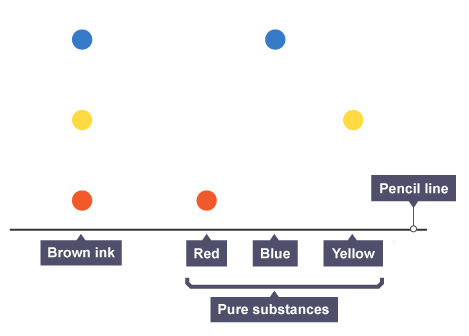 Pencil line
Brown ink
Red
Blue
Yellow
Pure substances